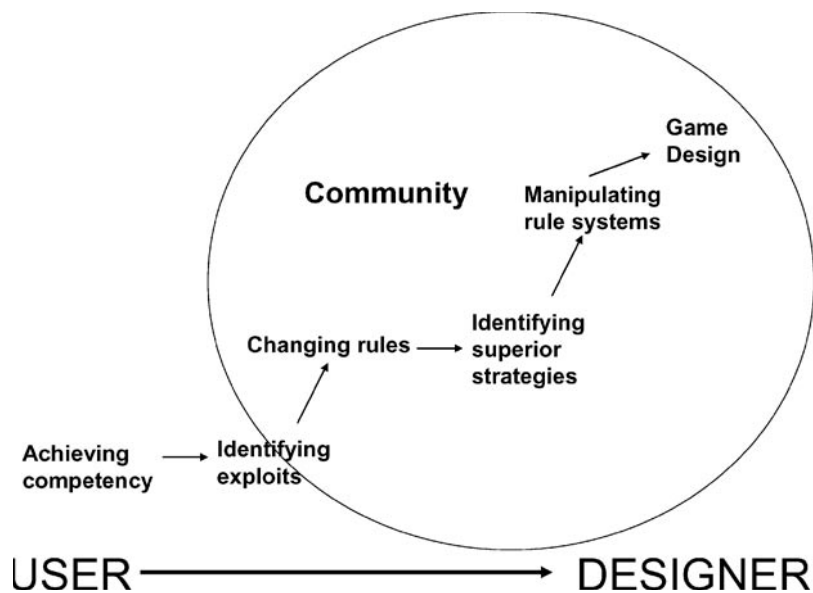 Game
Design
Community
Manipulating
rule systems
Changing rules
Identifying
superior
strategies
Achieving
competency
Identifying
exploits
USER
DESIGNER